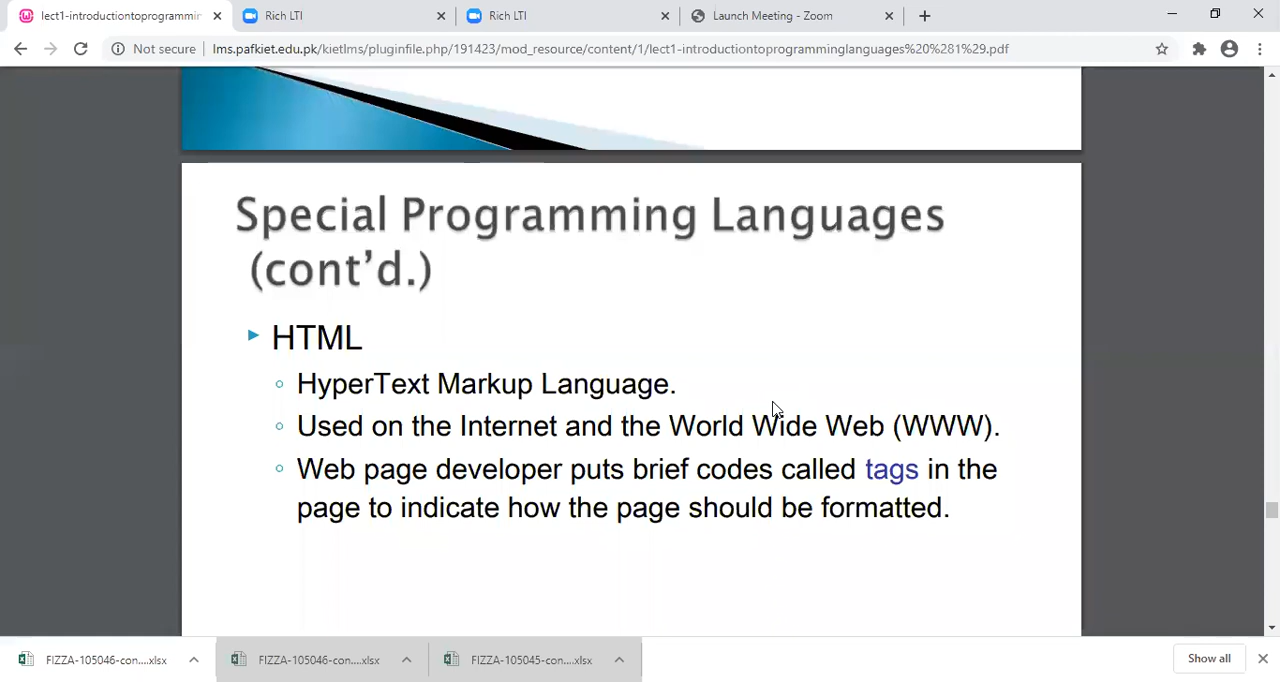 lect1-introductiontoprogrammin
Rich LTI
Rich LTI
Launch Meeting - Zoom
Not secure
lms.pafkiet.edu.pk/kietlms/pluginfile.php/191423/mod_resource/content/1/lect1-introductiontoprogramminglanguages%20%281%29.pdf
Special Programming Languages
(cont’d.)
HTML
HyperText Markup Language.
Used on the Internet and the World Wide Web (WWW).
Web page developer puts brief codes called tags in the
page to indicate how the page should be formatted.
FIZZA-105046-con....xlsx
FIZZA-105046-con....xlsx
FIZZA-105045-con....xlsx
Show all